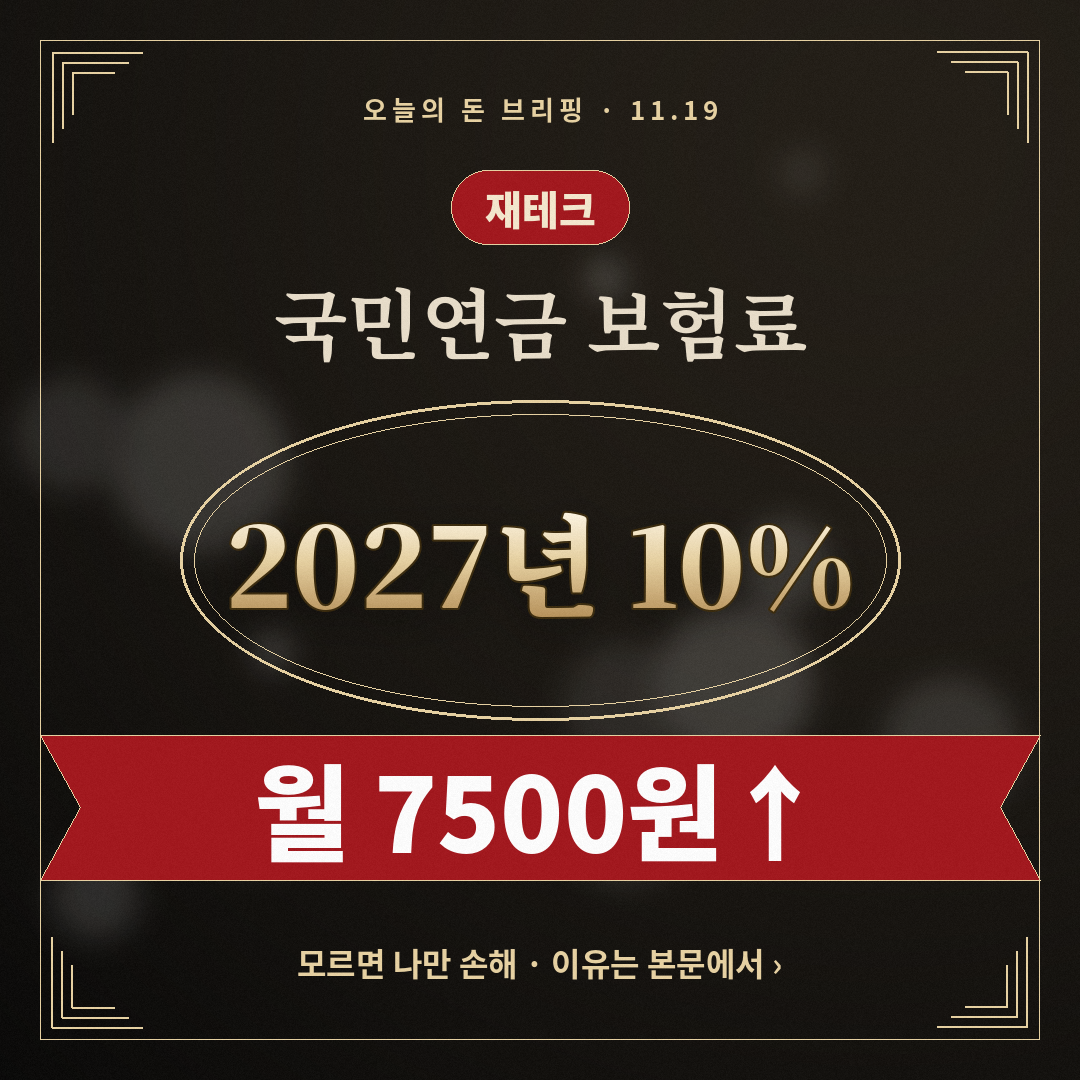 오늘의 돈 브리핑 · 11.19
재테크
국민연금 보험료
2027년 10%
월 7500원↑
모르면 나만 손해 · 이유는 본문에서 ›